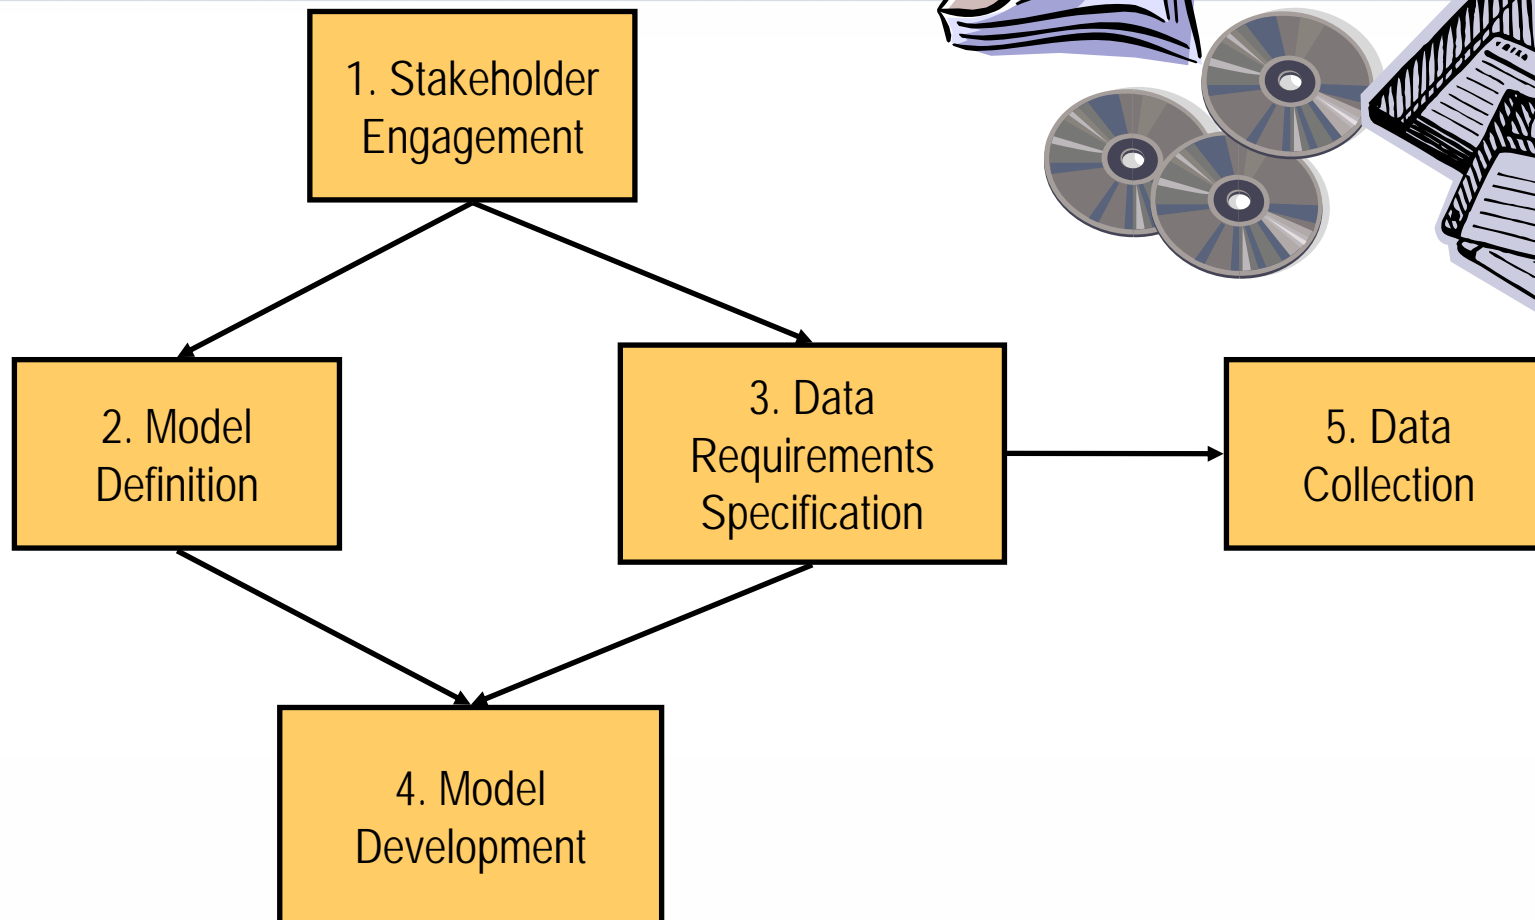 1. Stakeholder
Engagement
2. Model
Definition
3. Data
Requirements
Specification
5. Data
Collection
4. Model
Development